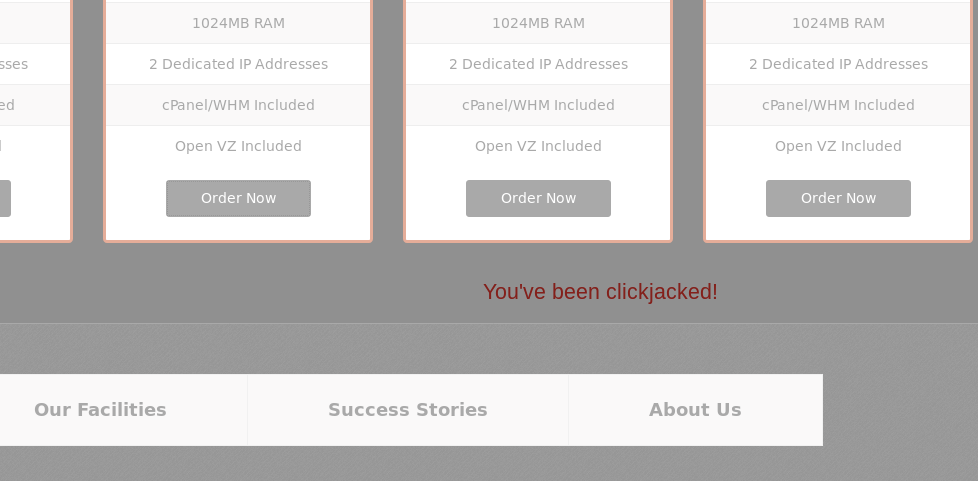 1024MB RAM 1024MB RAM 1024MB RAM
2 Dedicated IP Addresses 2 Dedicated IP Addresses 2 Dedicated IP Addresses
cPanel/WHM Included cPanel/WHM Included cPanel/WHM Included
Open VZ Included Open VZ Included Open VZ Included
Order Now Order Now Order Now
You've been clickjacked!
Our Facilities Success Stories About Us